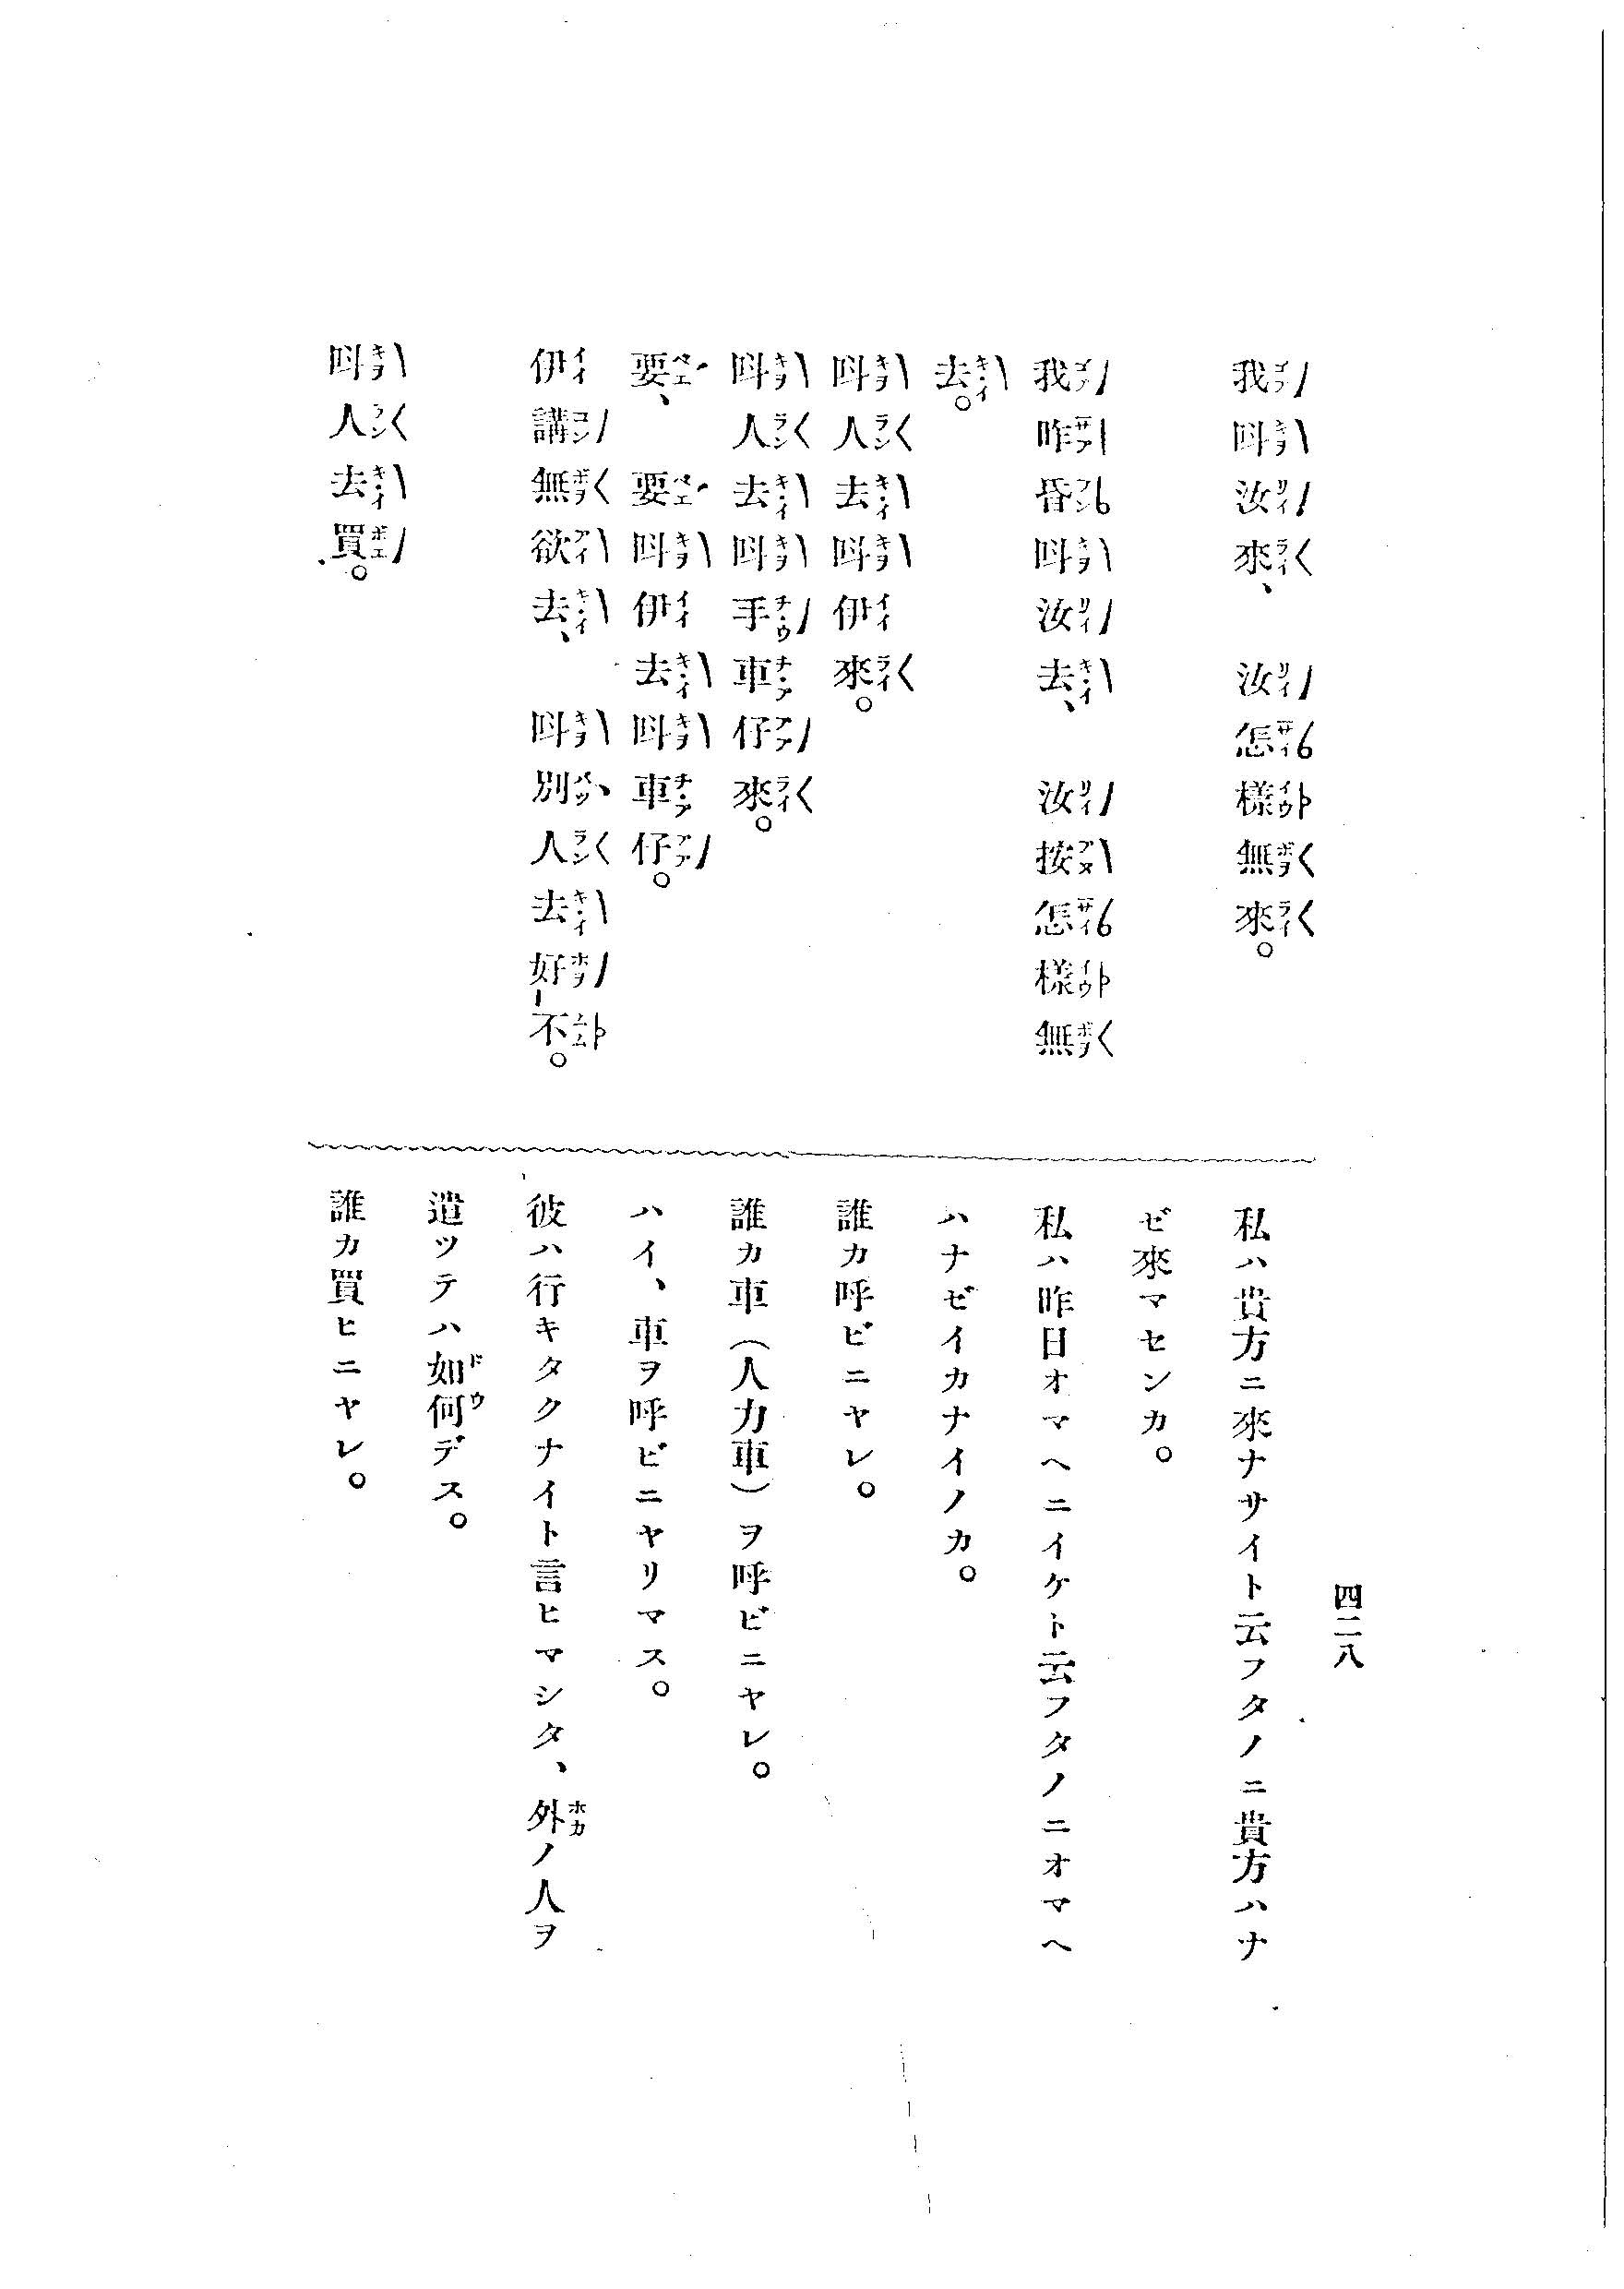 四二八
我叫汝來、汝怎樣無來。
我昨昏叫汝去、汝按怎樣無
去。
叫人去叫伊來。
叫人去叫手車仔來。
要、要叫伊去叫車仔。
伊講無欲去、叫別人去好-不。
叫人去買。
私ハ貴方ニ來ナサイト云フタノニ貴方ハナ
ゼ來マセンカ。
私ハ昨日オマヘニイケト云フタノニオマヘ
ハナゼイカナイノカ。
誰カ呼ビニヤレ。
誰カ車(人力車)ヲ呼ビニヤレ。
ハイ、車ヲ呼ビニヤリマス。
彼ハ行キタクナイト言ヒマシタ、外ノ人ヲ
遣ツテハ如何デス。
誰カ買ヒニヤレ。